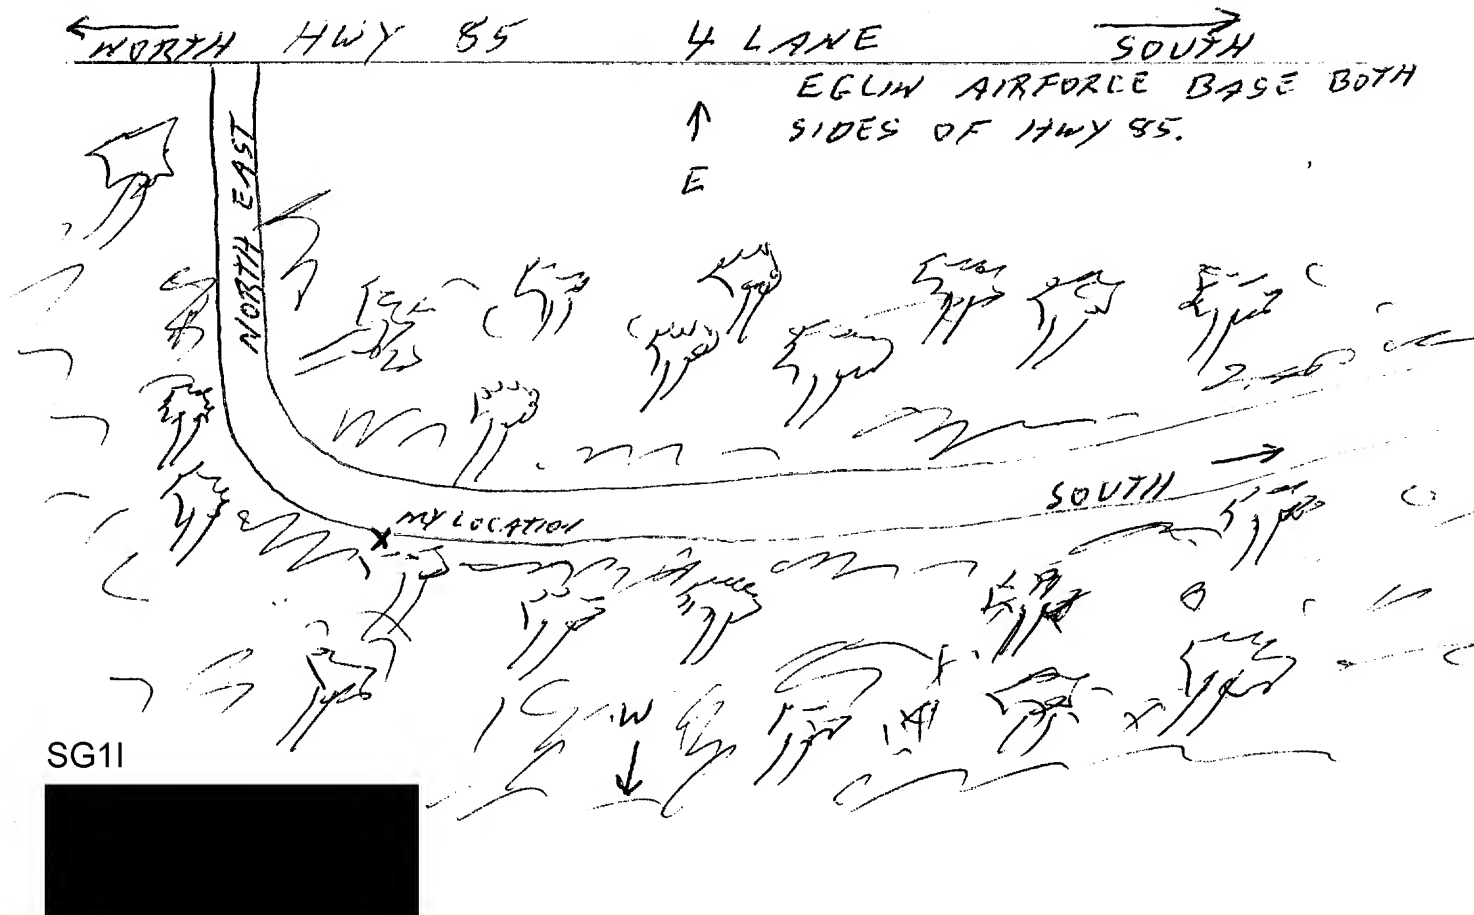 NORTH HWY 85 4 LANE SOUTH
EGLIN AIRFORCE BASE BOTH
SIDES OF HWY 85.
E
NORTH EAST
SOUTH
MY LOCATION
W
SG1I